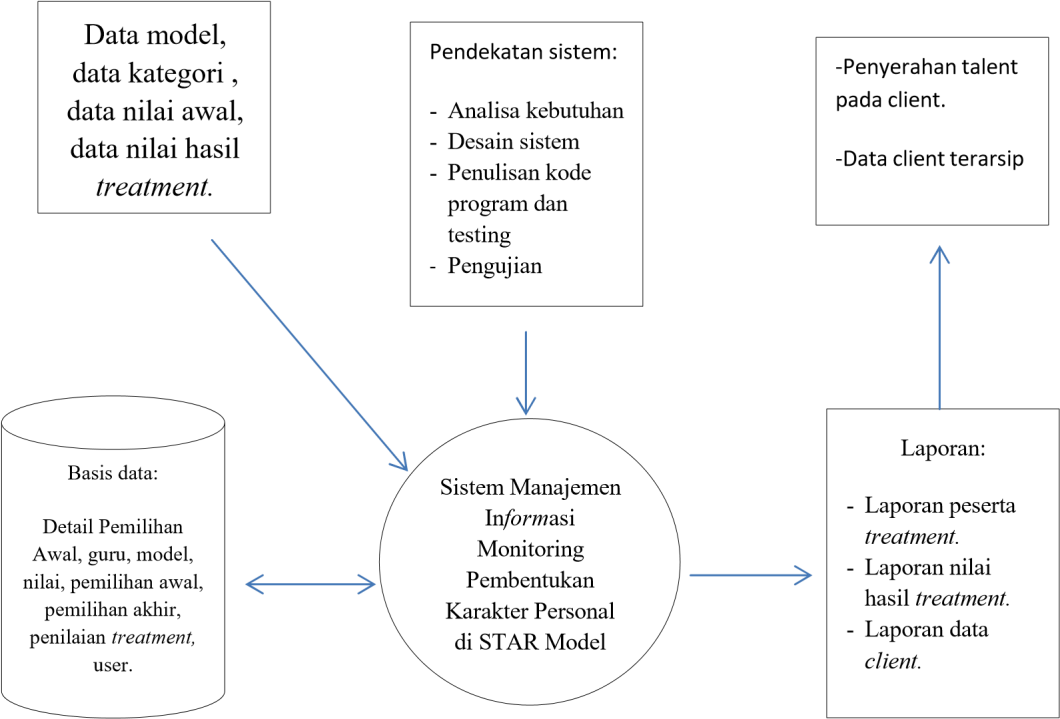 Data model,
data kategori ,
data nilai awal,
data nilai hasil
treatment.
Pendekatan sistem:
- Analisa kebutuhan
- Desain sistem
- Penulisan kode
program dan
testing
- Pengujian
-Penyerahan talent
pada client.
-Data client terarsip
Basis data:
Detail Pemilihan
Awal, guru, model,
nilai, pemilihan awal,
pemilihan akhir,
penilaian treatment,
user.
Sistem Manajemen
Informasi
Monitoring
Pembentukan
Karakter Personal
di STAR Model
Laporan:
- Laporan peserta
treatment.
- Laporan nilai
hasil treatment.
- Laporan data
client.